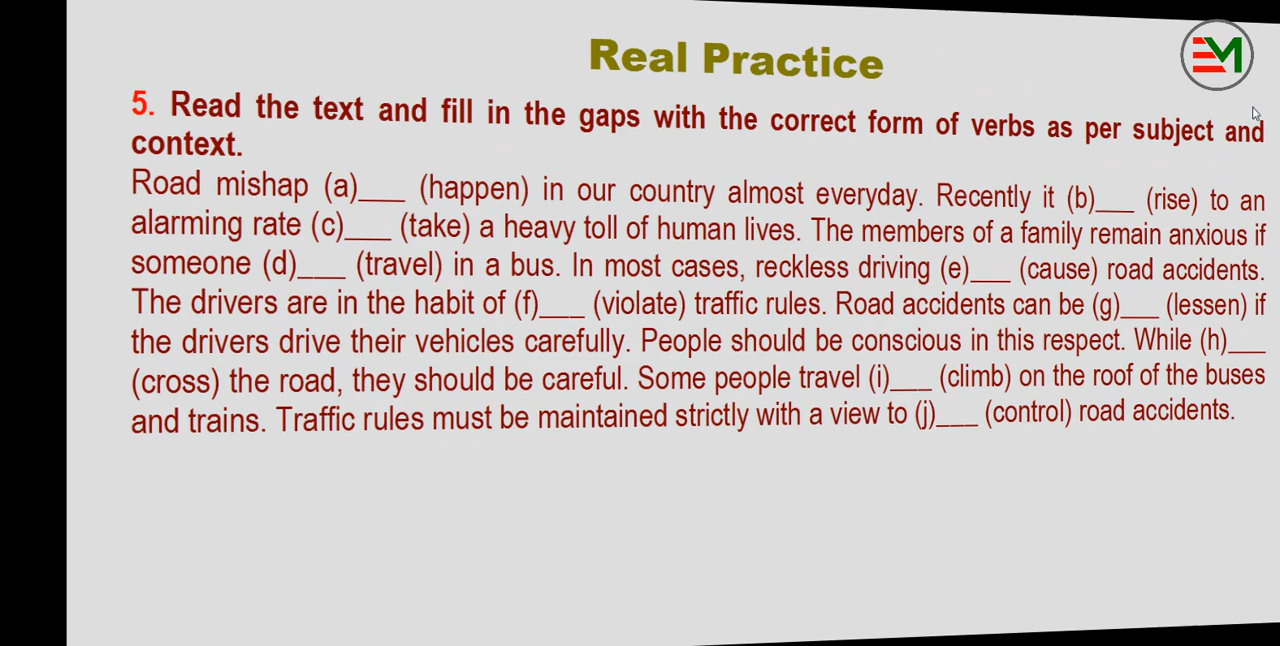 Real Practice
EM
5. Read the text and fill in the gaps with the correct form of verbs as per subject and
context.
Road mishap (a)___ (happen) in our country almost everyday. Recently it (b)___ (rise) to an
alarming rate (c)___ (take) a heavy toll of human lives. The members of a family remain anxious if
someone (d)___ (travel) in a bus. In most cases, reckless driving (e)___ (cause) road accidents.
The drivers are in the habit of (f)___ (violate) traffic rules. Road accidents can be (g)___ (lessen) if
the drivers drive their vehicles carefully. People should be conscious in this respect. While (h)___
(cross) the road, they should be careful. Some people travel (i)___ (climb) on the roof of the buses
and trains. Traffic rules must be maintained strictly with a view to (j)___ (control) road accidents.